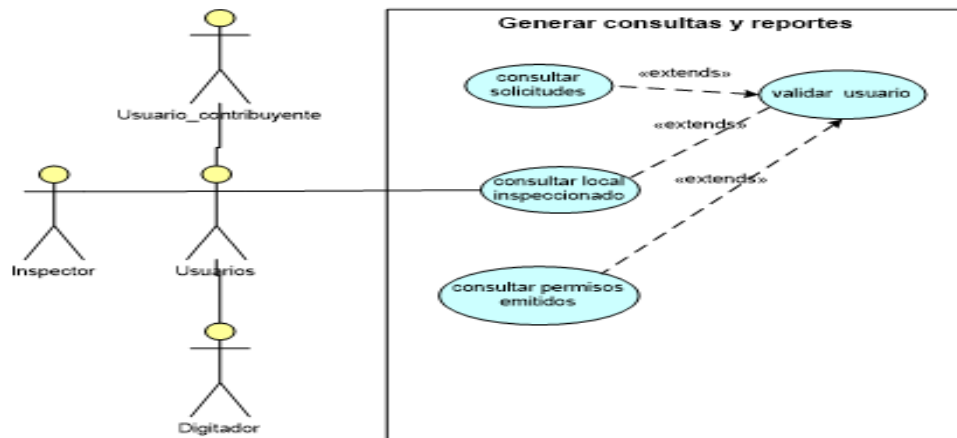 Generar consultas y reportes
consultar
solicitudes
«extends»
validar usuario
Usuario_contribuyente
«extends»
consultar local
inspeccionado
«extends»
Inspector
Usuarios
consultar permisos
emitidos
Digitador